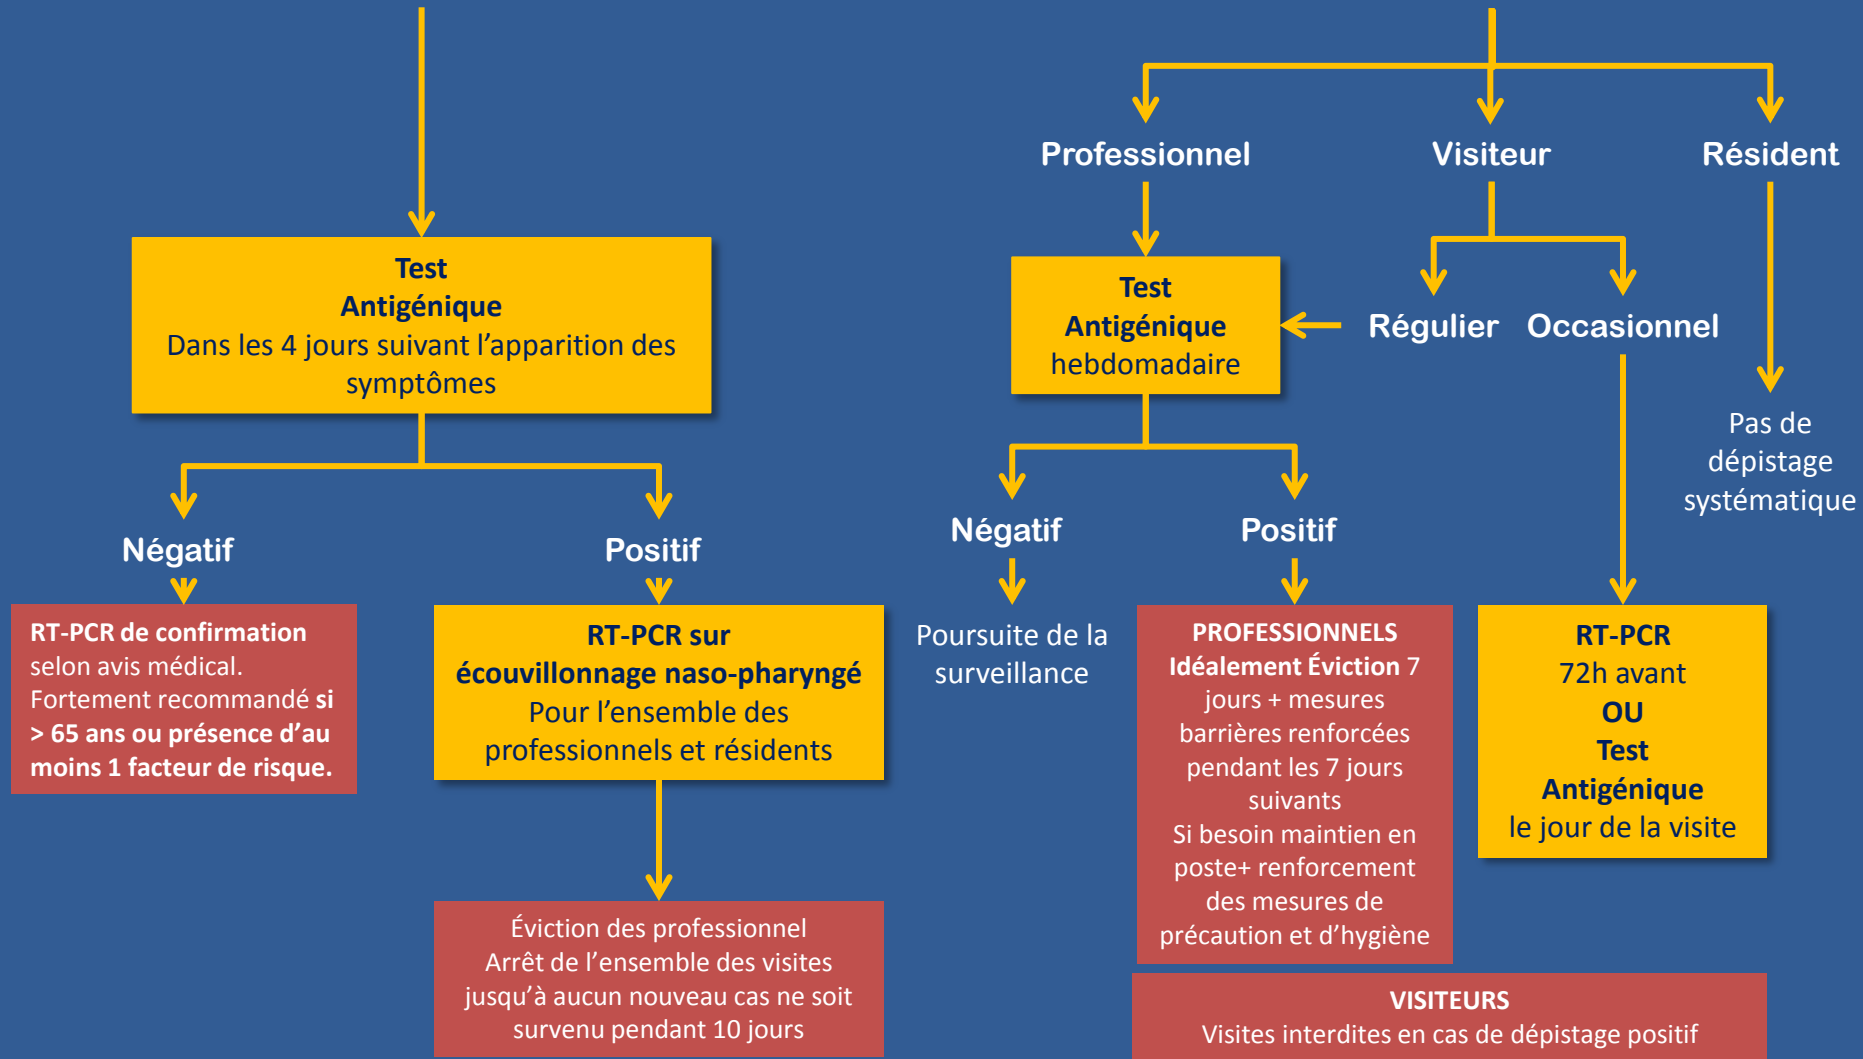 Test
Antigénique
Dans les 4 jours suivant l'apparition des
symptômes
Négatif
Positif
RT-PCR de confirmation
selon avis médical.
Fortement recommandé si
> 65 ans ou présence d'au
moins 1 facteur de risque.
RT-PCR sur
écouvillonnage naso-pharyngé
Pour l'ensemble des
professionnels et résidents
Éviction des professionnel
Arrêt de l'ensemble des visites
jusqu'à aucun nouveau cas ne soit
survenu pendant 10 jours
Professionnel
Visiteur
Résident
Test
Antigénique
hebdomadaire
Régulier
Occasionnel
Pas de
dépistage
systématique
Négatif
Positif
Poursuite de la
surveillance
PROFESSIONNELS
Idéalement Éviction 7
jours + mesures
barrières renforcées
pendant les 7 jours
suivants
Si besoin maintien en
poste+ renforcement
des mesures de
précaution et d'hygiène
RT-PCR
72h avant
OU
Test
Antigénique
le jour de la visite
VISITEURS
Visites interdites en cas de dépistage positif